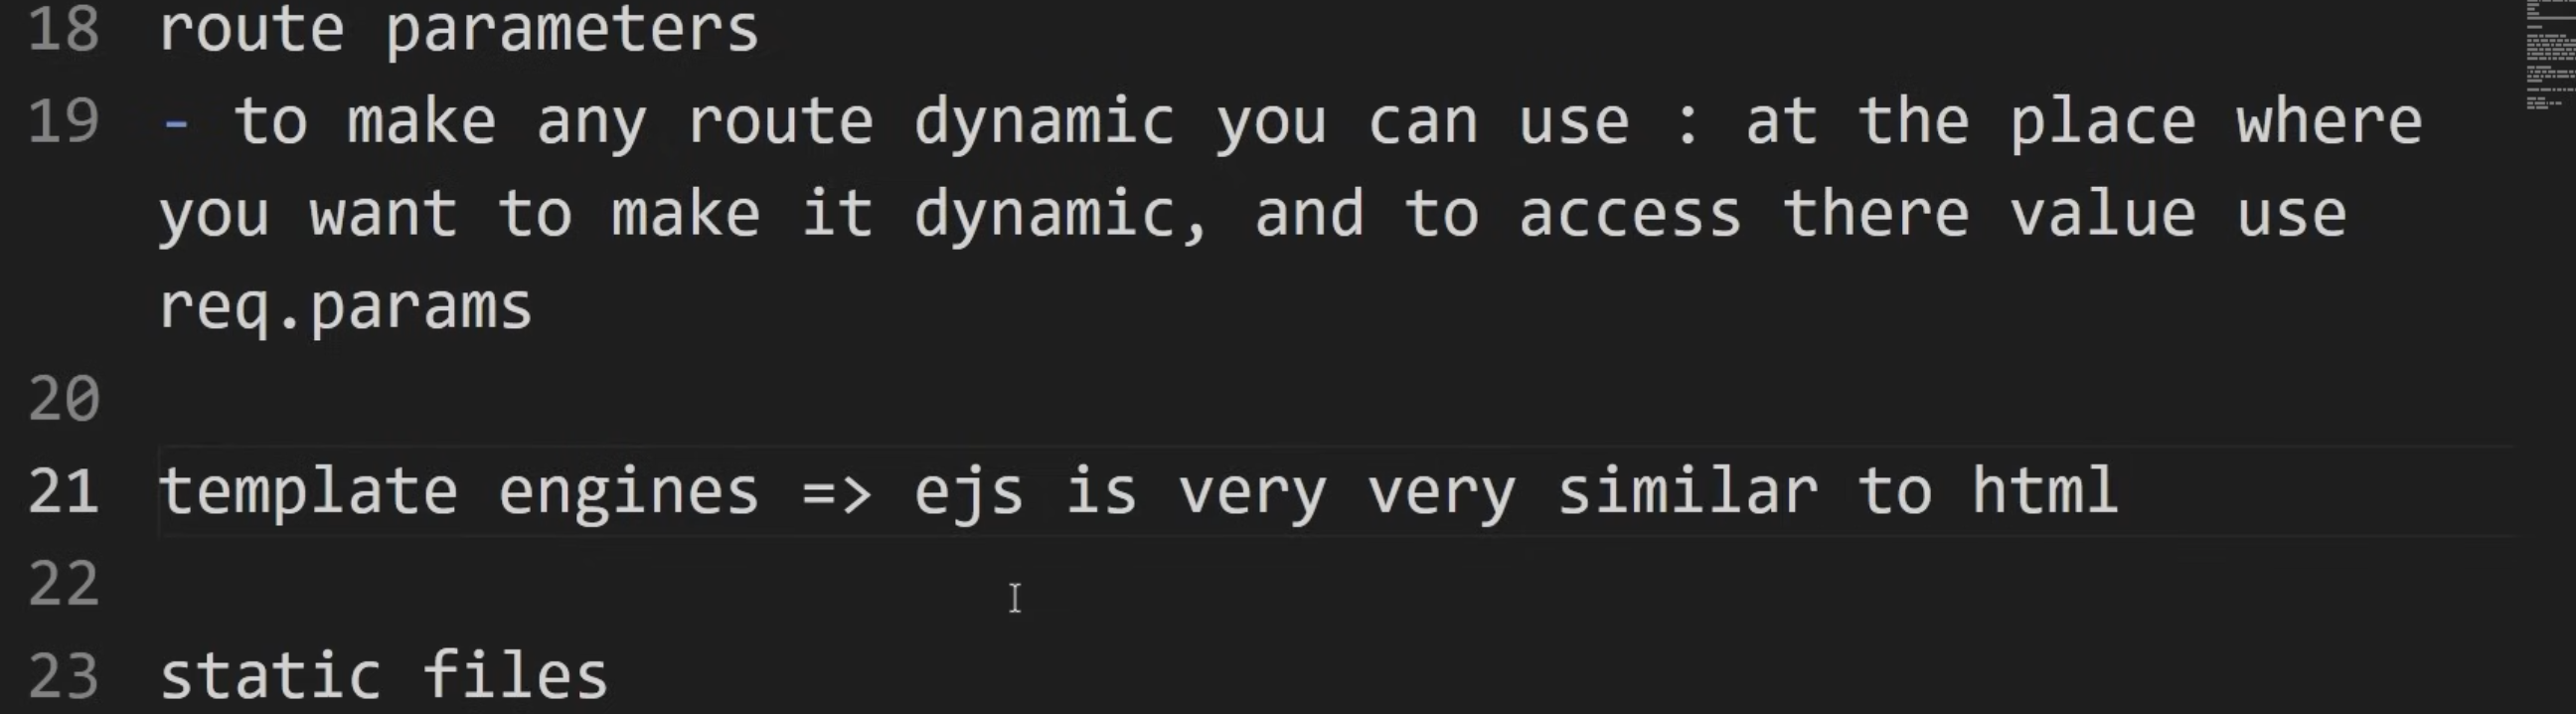 18 route parameters
19 - to make any route dynamic you can use : at the place where
you want to make it dynamic, and to access there value use
req.params
20
21 template engines => ejs is very very similar to html
22
23 static files